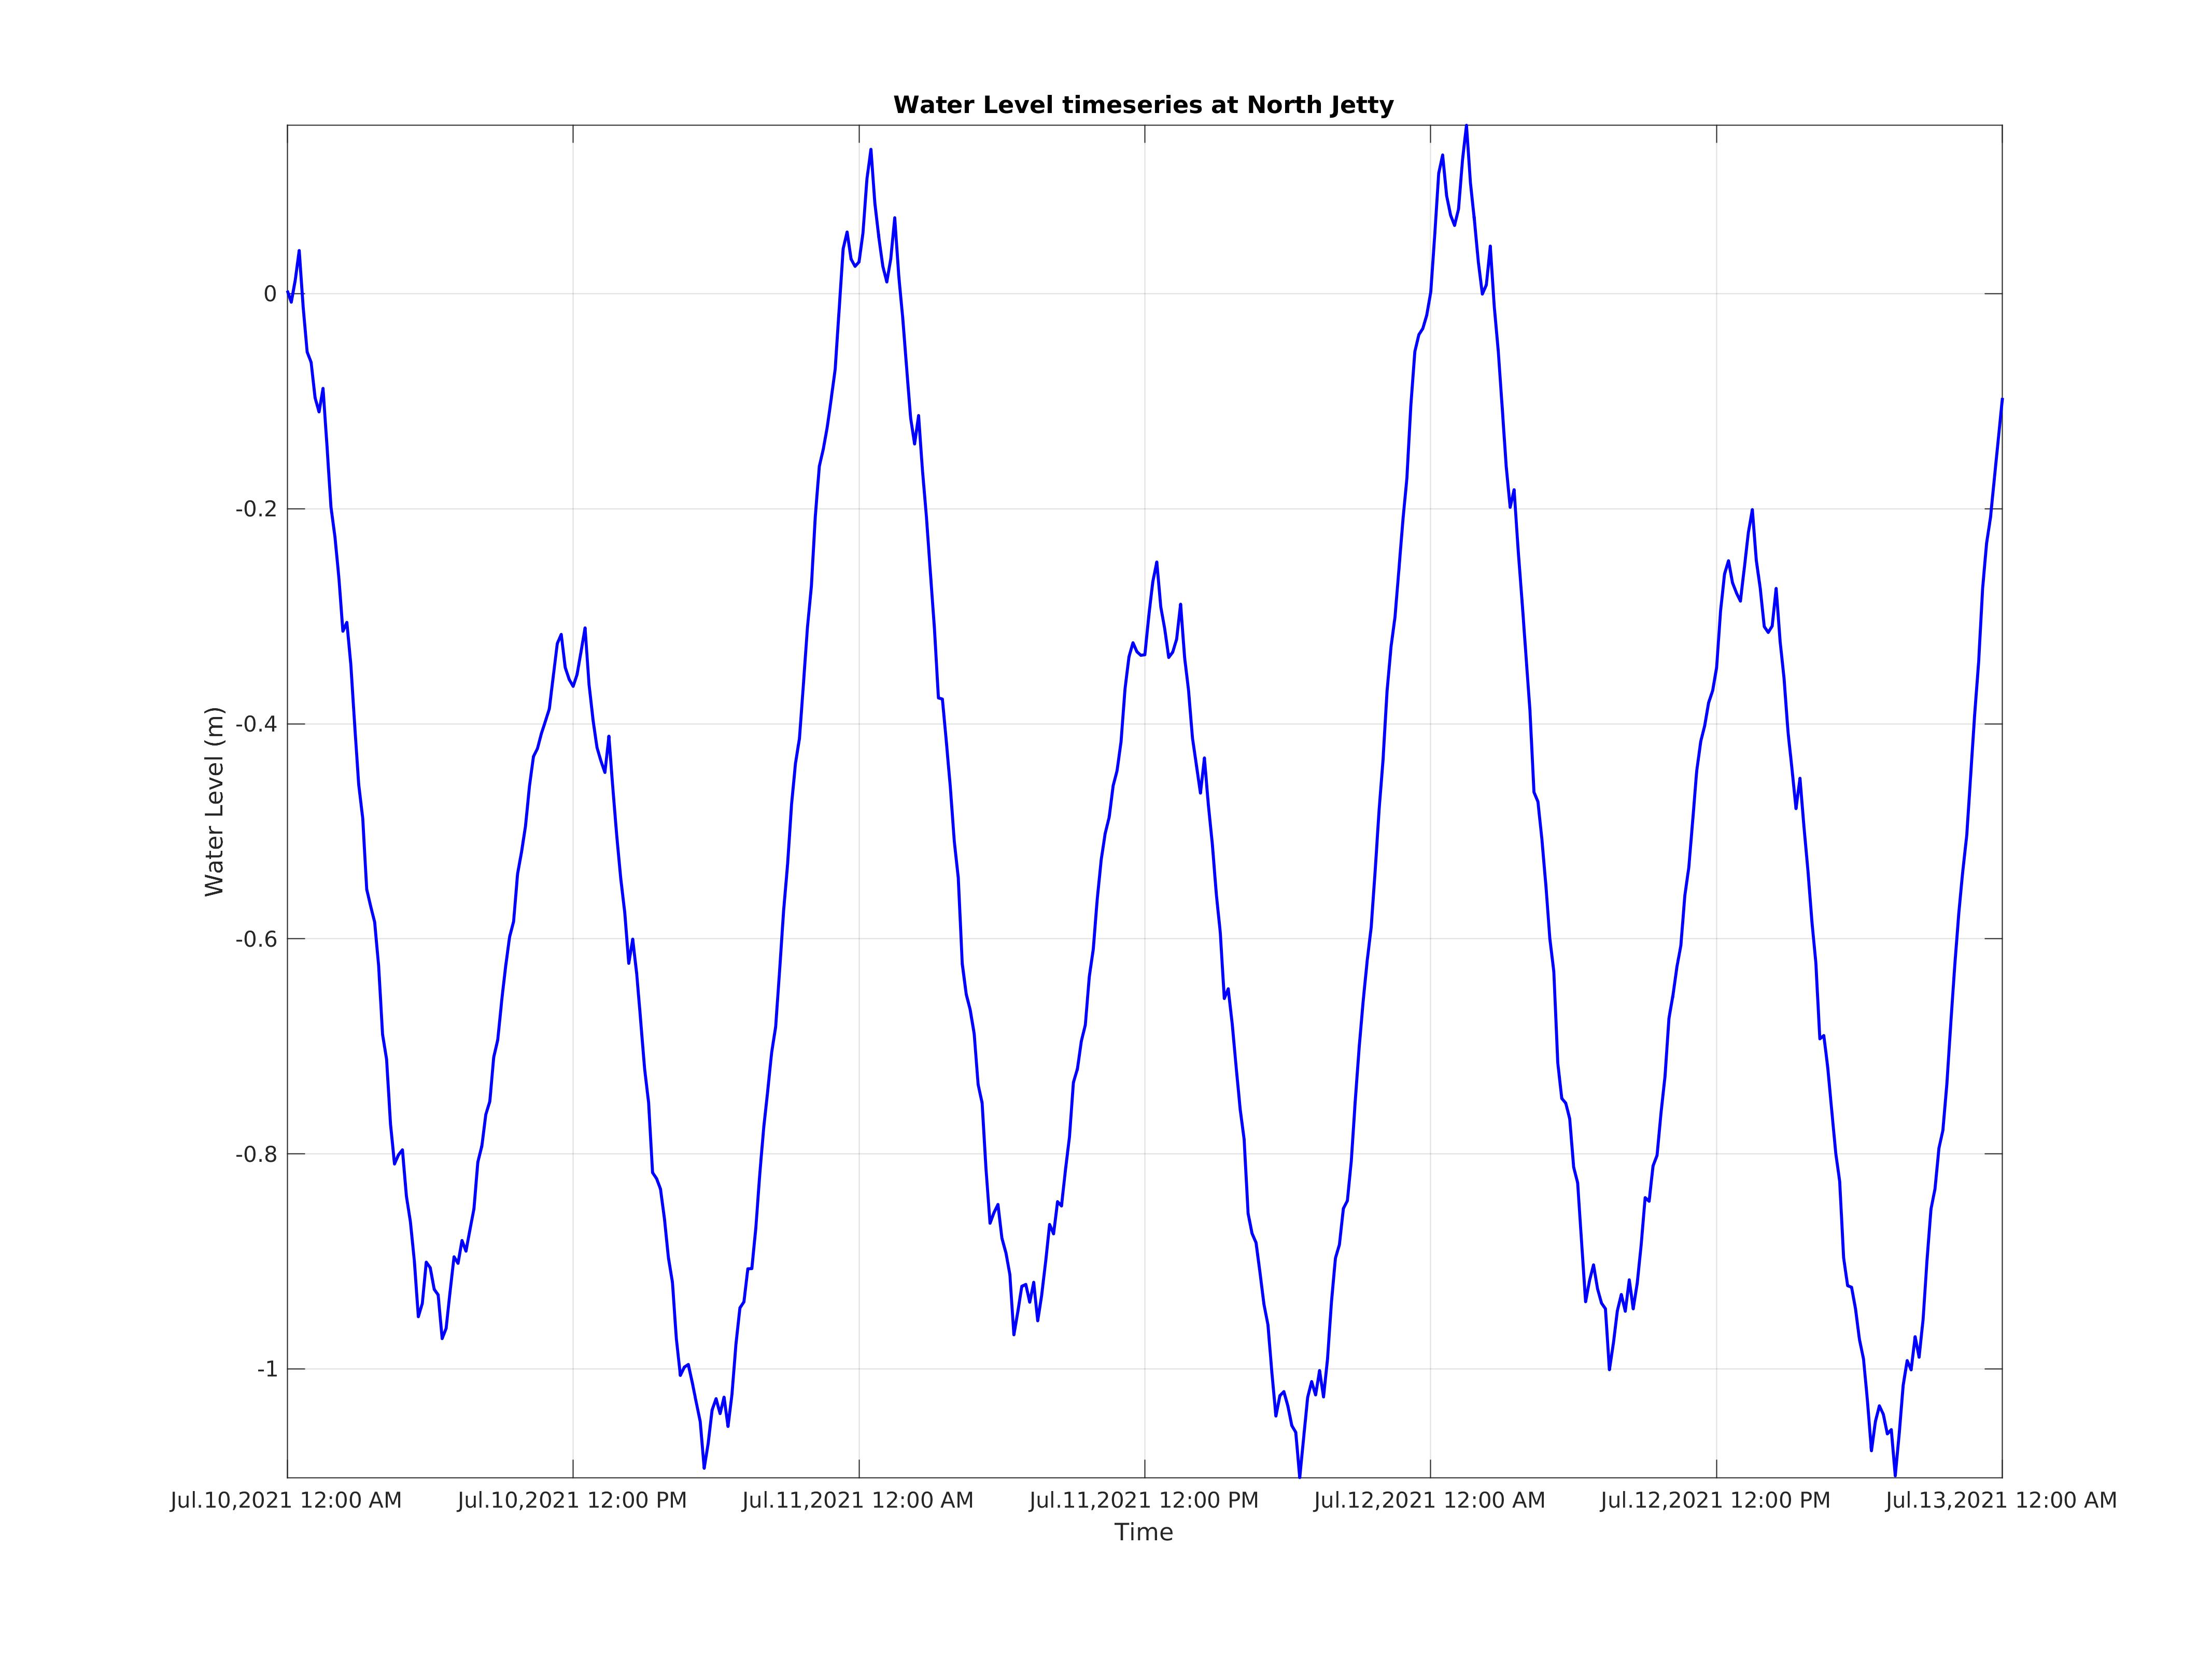 Water Level timeseries at North Jetty
0
-0.2
-0.4
-0.6
-0.8
-1
Water Level (m)
Jul.10,2021 12:00 AM Jul.10,2021 12:00 PM Jul.11,2021 12:00 AM Jul.11,2021 12:00 PM Jul.12,2021 12:00 AM Jul.12,2021 12:00 PM Jul.13,2021 12:00 AM
Time